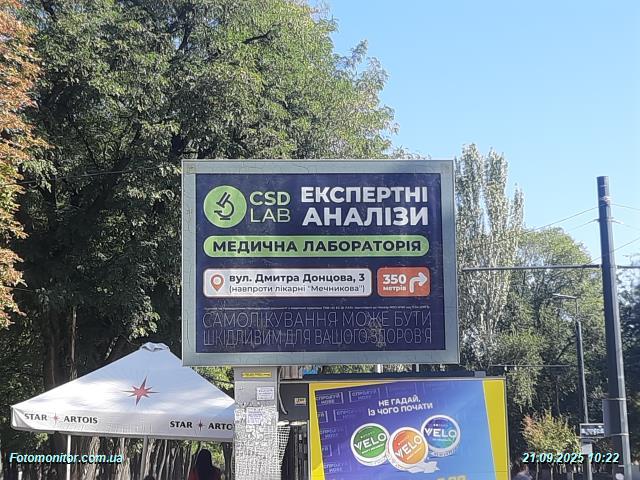 CSD
LAB
ЕКСПЕРТНІ
АНАЛІЗИ
МЕДИЧНА ЛАБОРАТОРІЯ
вул. Дмитра Донцова, 3
(навпроти лікарні "Мечникова")
350
метрів
САМОЛІКУВАННЯ МОЖЕ БУТИ
ШКІДЛИВИМ ДЛЯ ВАШОГО ЗДОРОВ'Я
STAR ARTOIS
STAR ARTOIS
НЕ ГАДАЙ,
ІЗ ЧОГО ПОЧАТИ
VELO
VELO
VELO
Fotomonitor.com.ua
21.09.2025 10:22